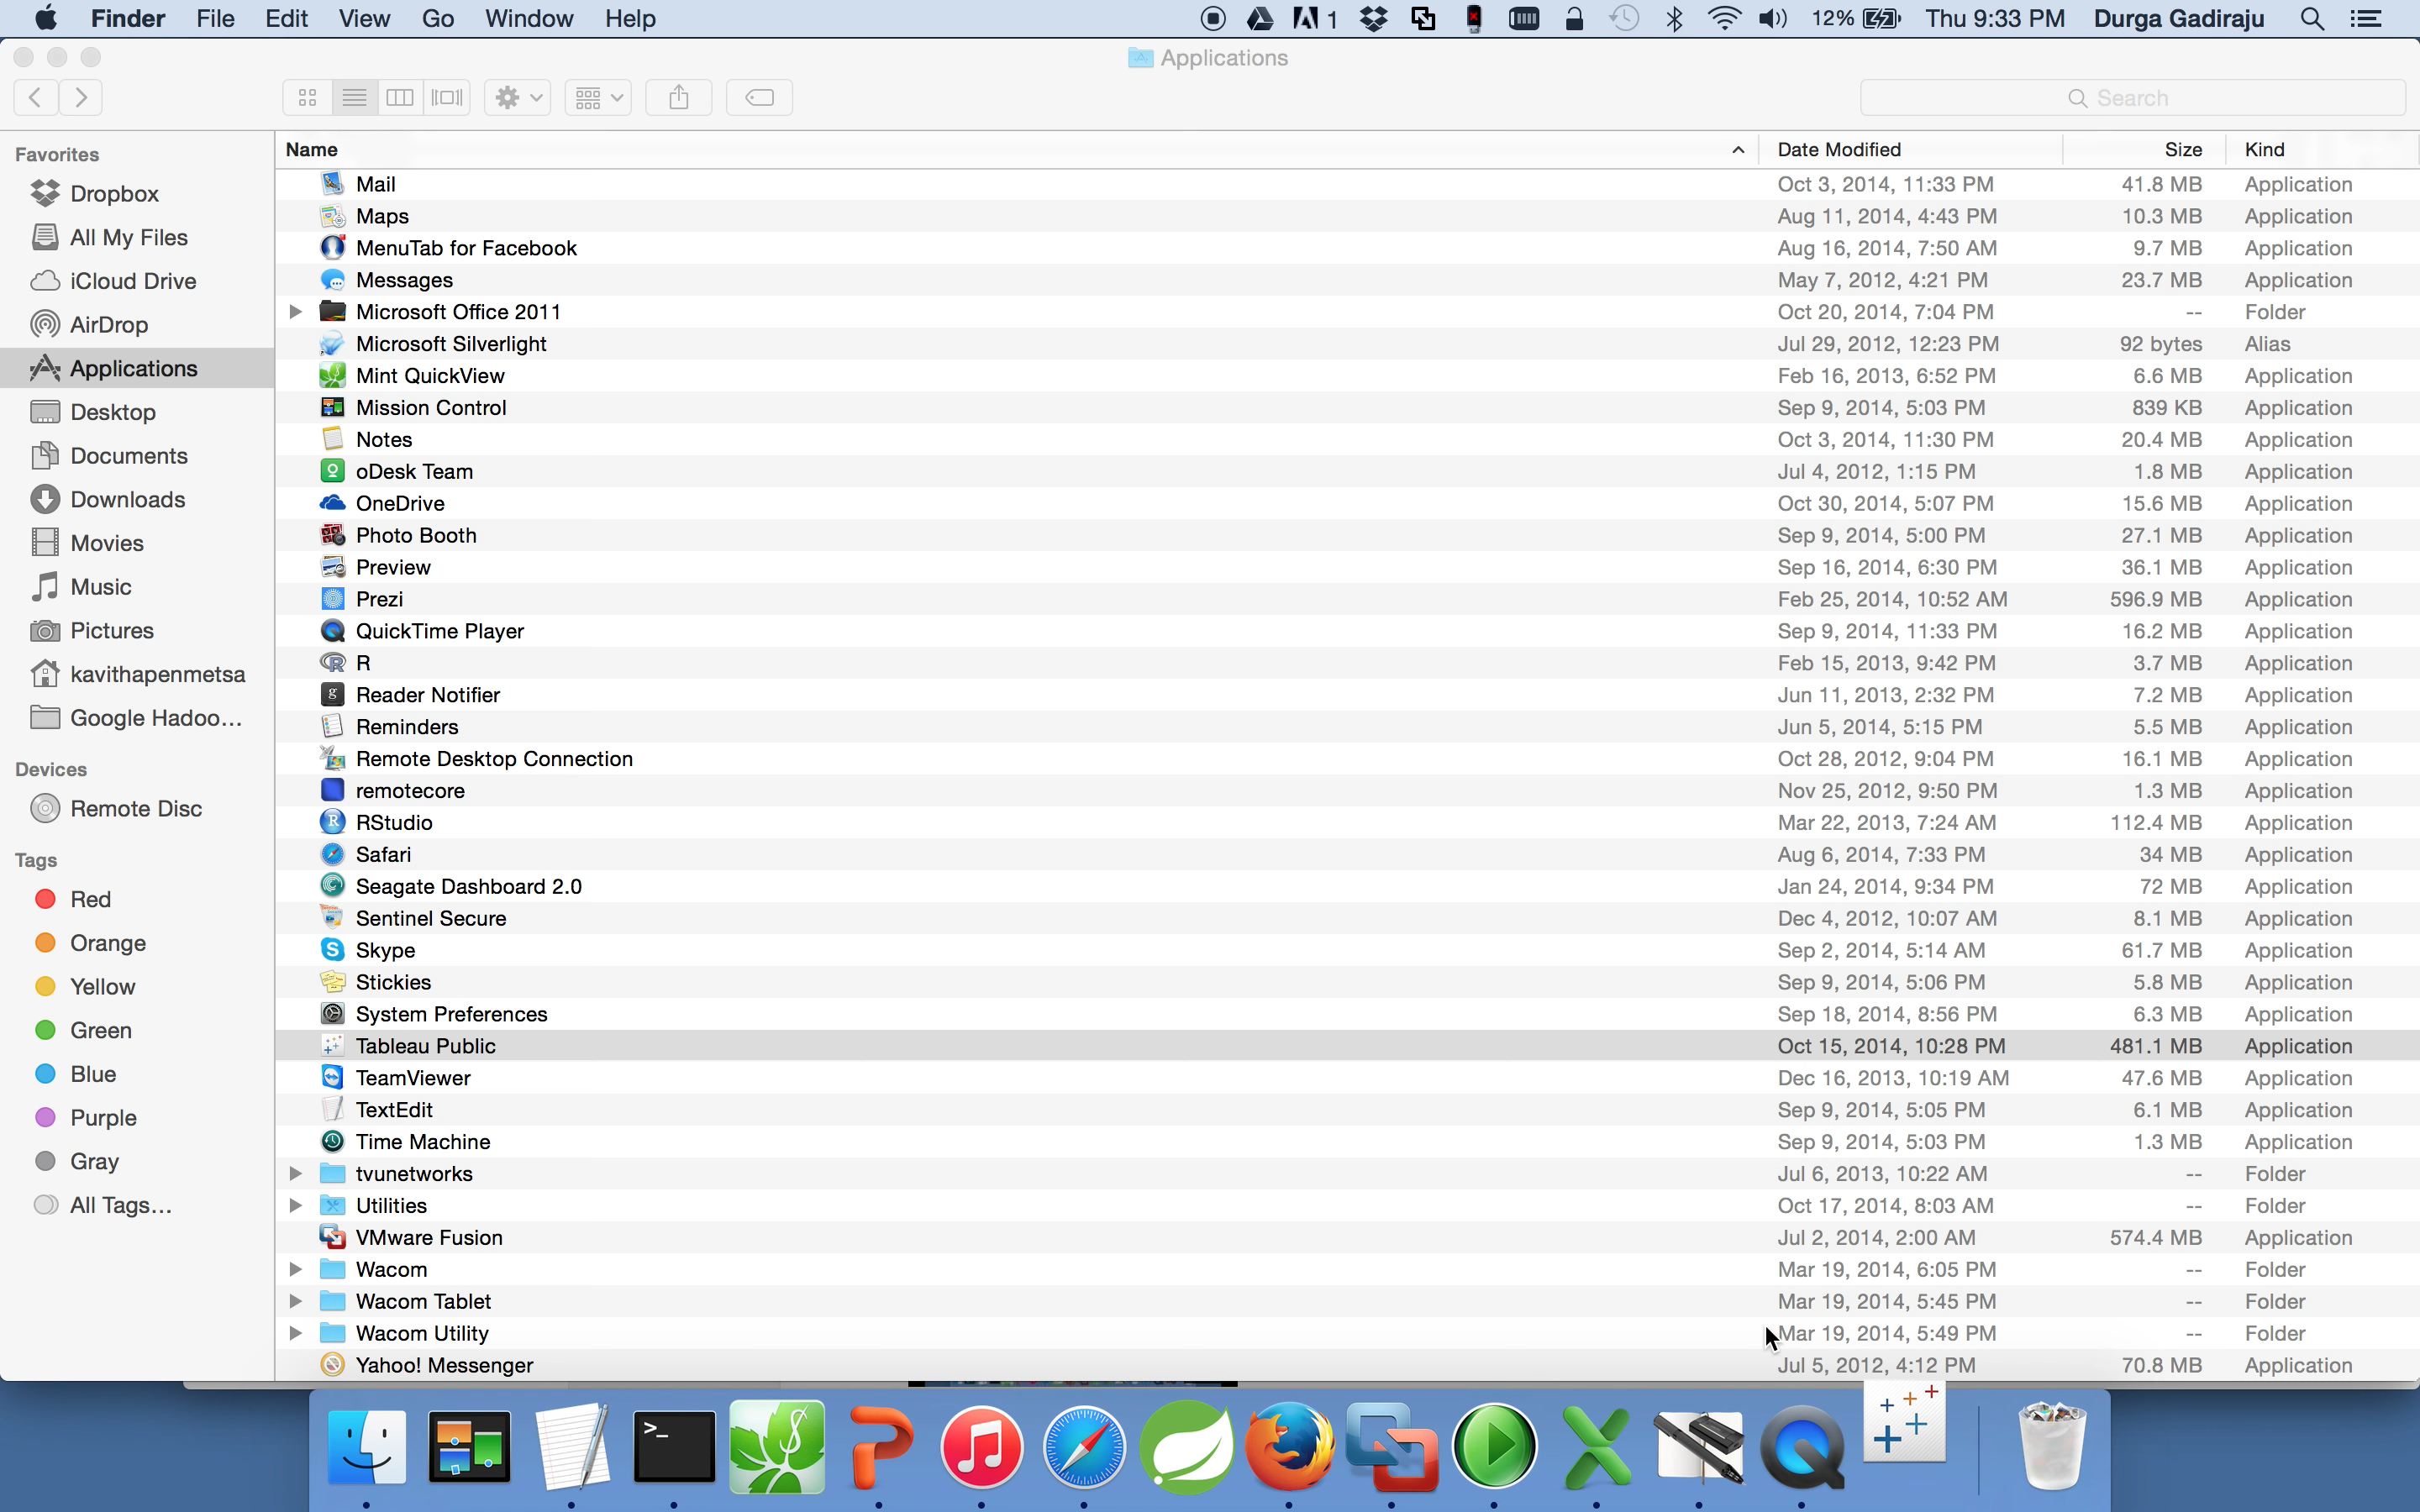 Finder File Edit View Go Window Help 1 12% Thu 9:33 PM Durga Gadiraju
Applications
Search
Favorites
Dropbox
All My Files
iCloud Drive
AirDrop
Applications
Desktop
Documents
Downloads
Movies
Music
Pictures
kavithapenmetsa
Google Hadoo...
Devices
Remote Disc
Tags
Red
Orange
Yellow
Green
Blue
Purple
Gray
All Tags...
Name Date Modified Size Kind
Mail Oct 3, 2014, 11:33 PM 41.8 MB Application
Maps Aug 11, 2014, 4:43 PM 10.3 MB Application
MenuTab for Facebook Aug 16, 2014, 7:50 AM 9.7 MB Application
Messages May 7, 2012, 4:21 PM 23.7 MB Application
Microsoft Office 2011 Oct 20, 2014, 7:04 PM -- Folder
Microsoft Silverlight Jul 29, 2012, 12:23 PM 92 bytes Alias
Mint QuickView Feb 16, 2013, 6:52 PM 6.6 MB Application
Mission Control Sep 9, 2014, 5:03 PM 839 KB Application
Notes Oct 3, 2014, 11:30 PM 20.4 MB Application
oDesk Team Jul 4, 2012, 1:15 PM 1.8 MB Application
OneDrive Oct 30, 2014, 5:07 PM 15.6 MB Application
Photo Booth Sep 9, 2014, 5:00 PM 27.1 MB Application
Preview Sep 16, 2014, 6:30 PM 36.1 MB Application
Prezi Feb 25, 2014, 10:52 AM 596.9 MB Application
QuickTime Player Sep 9, 2014, 11:33 PM 16.2 MB Application
R Feb 15, 2013, 9:42 PM 3.7 MB Application
Reader Notifier Jun 11, 2013, 2:32 PM 7.2 MB Application
Reminders Jun 5, 2014, 5:15 PM 5.5 MB Application
Remote Desktop Connection Oct 28, 2012, 9:04 PM 16.1 MB Application
remotecore Nov 25, 2012, 9:50 PM 1.3 MB Application
RStudio Mar 22, 2013, 7:24 AM 112.4 MB Application
Safari Aug 6, 2014, 7:33 PM 34 MB Application
Seagate Dashboard 2.0 Jan 24, 2014, 9:34 PM 72 MB Application
Sentinel Secure Dec 4, 2012, 10:07 AM 8.1 MB Application
Skype Sep 2, 2014, 5:14 AM 61.7 MB Application
Stickies Sep 9, 2014, 5:06 PM 5.8 MB Application
System Preferences Sep 18, 2014, 8:56 PM 6.3 MB Application
Tableau Public Oct 15, 2014, 10:28 PM 481.1 MB Application
TeamViewer Dec 16, 2013, 10:19 AM 47.6 MB Application
TextEdit Sep 9, 2014, 5:05 PM 6.1 MB Application
Time Machine Sep 9, 2014, 5:03 PM 1.3 MB Application
tvunetworks Jul 6, 2013, 10:22 AM -- Folder
Utilities Oct 17, 2014, 8:03 AM -- Folder
VMware Fusion Jul 2, 2014, 2:00 AM 574.4 MB Application
Wacom Mar 19, 2014, 6:05 PM -- Folder
Wacom Tablet Mar 19, 2014, 5:45 PM -- Folder
Wacom Utility Mar 19, 2014, 5:49 PM -- Folder
Yahoo! Messenger Jul 5, 2012, 4:12 PM 70.8 MB Application